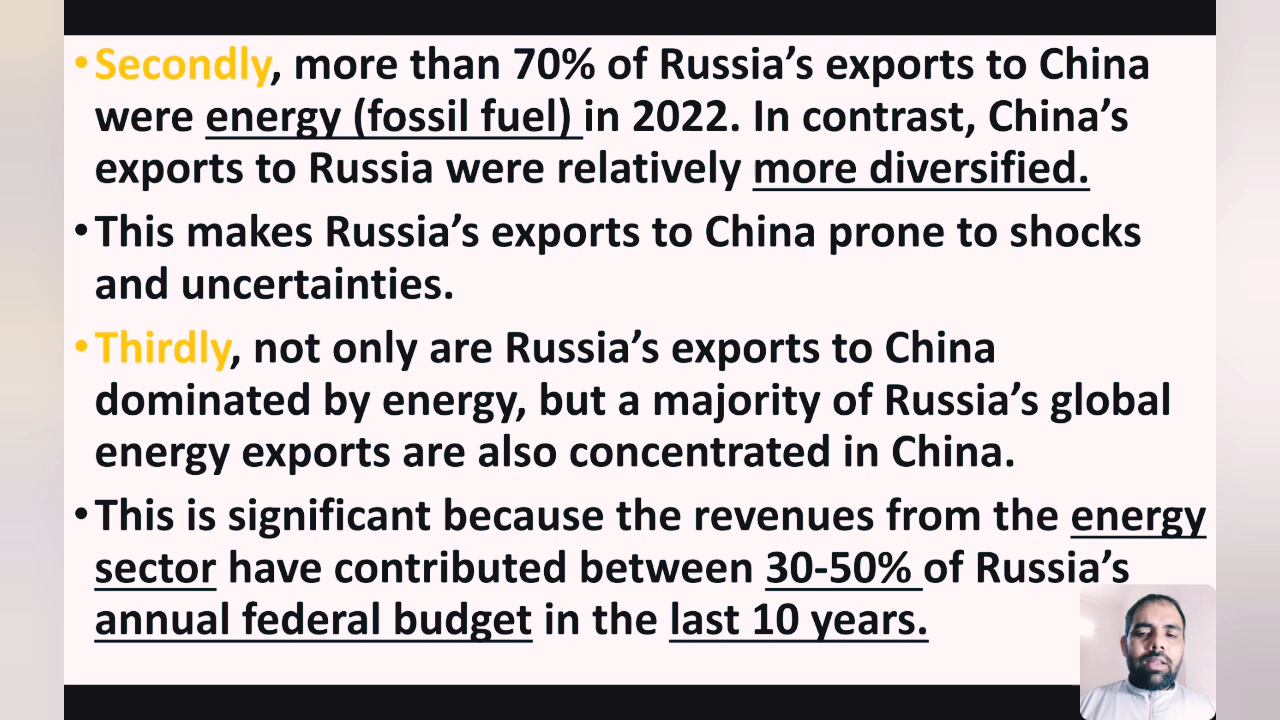 •Secondly, more than 70% of Russia’s exports to China
were energy (fossil fuel) in 2022. In contrast, China’s
exports to Russia were relatively more diversified.
•This makes Russia’s exports to China prone to shocks
and uncertainties.
•Thirdly, not only are Russia’s exports to China
dominated by energy, but a majority of Russia’s global
energy exports are also concentrated in China.
•This is significant because the revenues from the energy
sector have contributed between 30-50% of Russia’s
annual federal budget in the last 10 years.